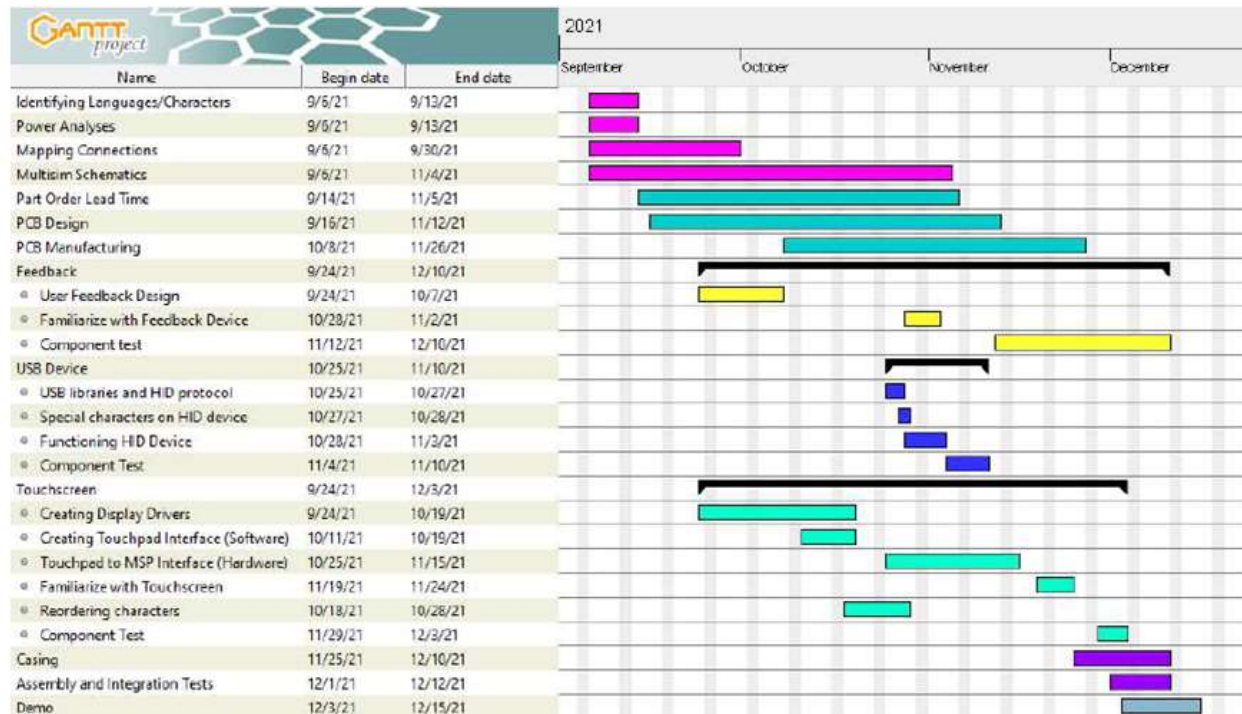 GANTT
project
2021
September October November December
Name Begin date End date
Identifying Languages/Characters 9/6/21 9/13/21
Power Analyses 9/6/21 9/13/21
Mapping Connections 9/6/21 9/30/21
Multisim Schematics 9/6/21 11/4/21
Part Order Lead Time 9/14/21 11/5/21
PCB Design 9/16/21 11/12/21
PCB Manufacturing 10/8/21 11/26/21
Feedback 9/24/21 12/10/21
User Feedback Design 9/24/21 10/7/21
Familiarize with Feedback Device 10/28/21 11/2/21
Component test 11/12/21 12/10/21
USB Device 10/25/21 11/10/21
USB libraries and HID protocol 10/25/21 10/27/21
Special characters on HID device 10/27/21 10/28/21
Functioning HID Device 10/28/21 11/3/21
Component Test 11/4/21 11/10/21
Touchscreen 9/24/21 12/3/21
Creating Display Drivers 9/24/21 10/19/21
Creating Touchpad Interface (Software) 10/11/21 10/19/21
Touchpad to MSP Interface (Hardware) 10/25/21 11/15/21
Familiarize with Touchscreen 11/19/21 11/24/21
Reordering characters 10/18/21 10/28/21
Component Test 11/29/21 12/3/21
Casing 11/25/21 12/10/21
Assembly and Integration Tests 12/1/21 12/12/21
Demo 12/3/21 12/15/21